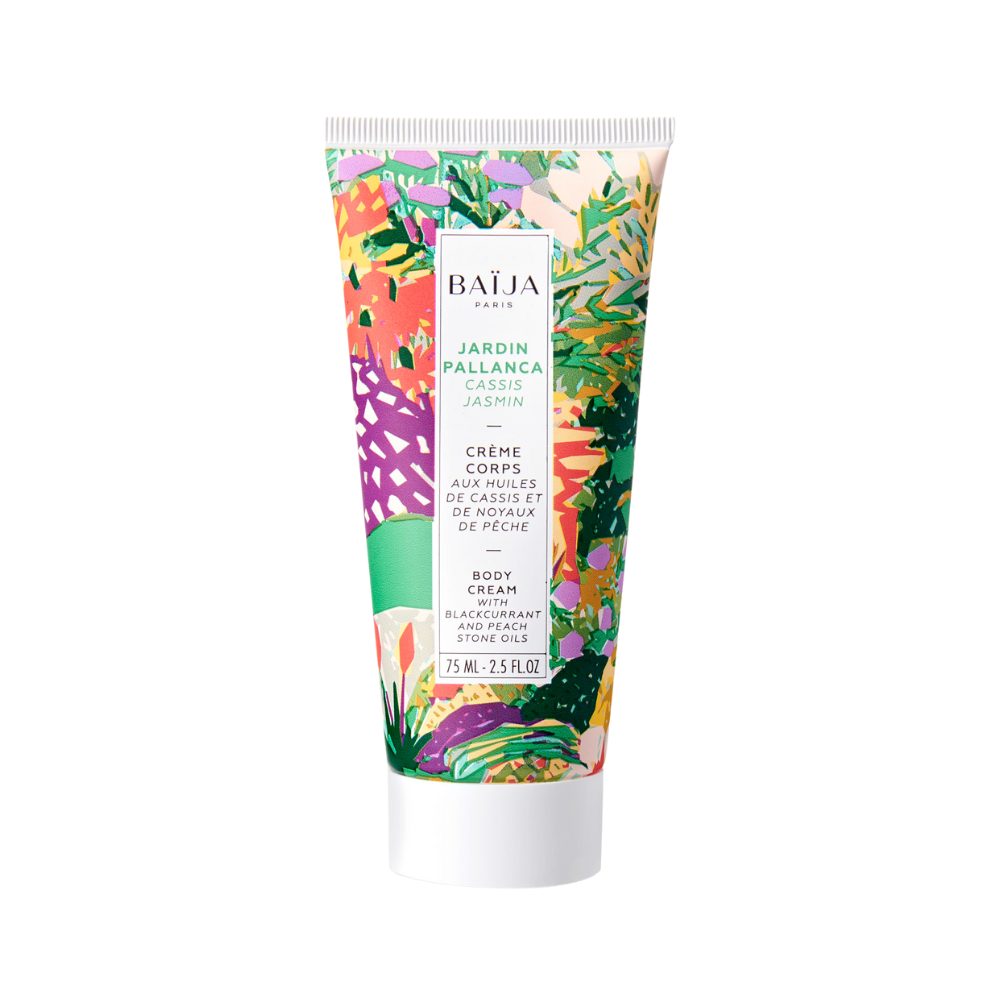 BAÏJA
PARIS
JARDIN
PALLANCA
CASSIS
JASMIN
—
CRÈME
CORPS
AUX HUILES
DE CASSIS ET
DE NOYAUX
DE PÊCHE
—
BODY
CREAM
WITH
BLACKCURRANT
AND PEACH
STONE OILS
75 ML - 2.5 FL.OZ